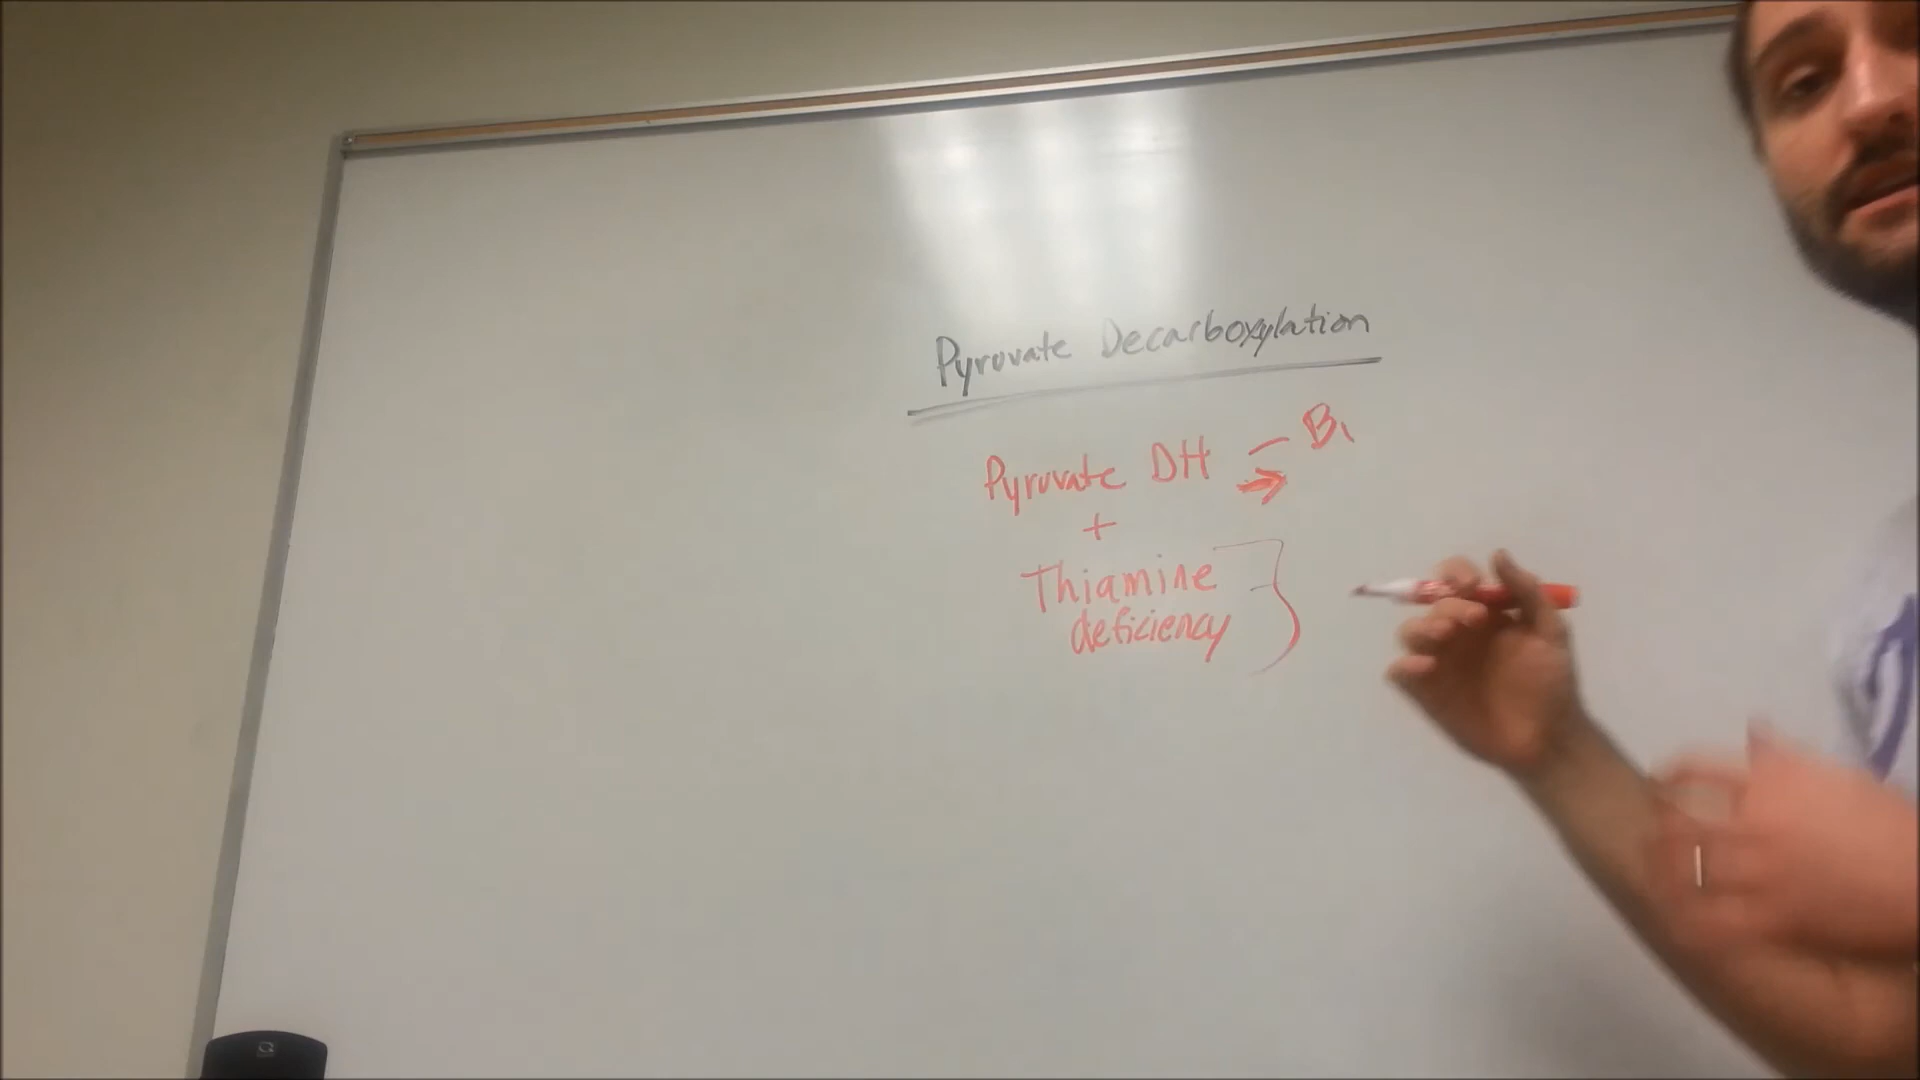 Pyruvate Decarboxylation
Pyruvate DH — B1
+
Thiamine
deficiency